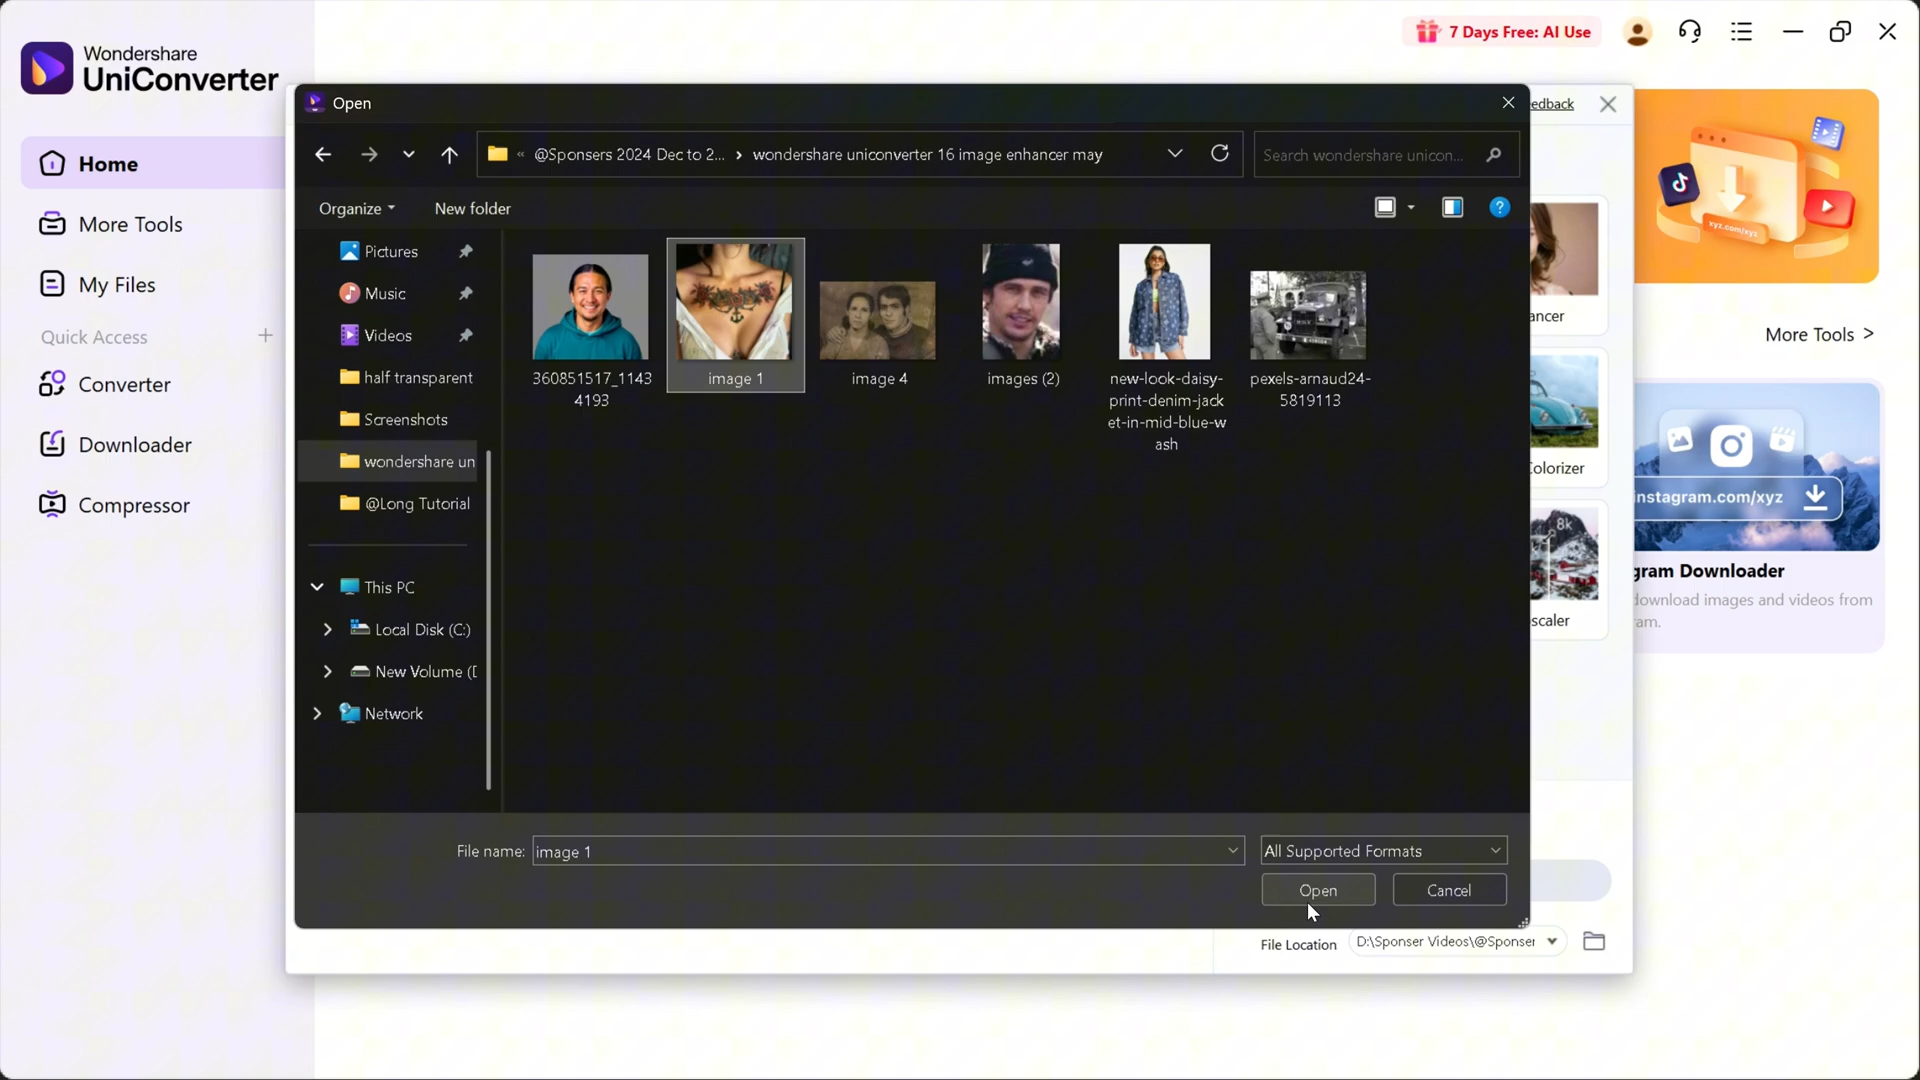 Wondershare
UniConverter
7 Days Free: AI Use
Home
More Tools
My Files
Quick Access
Converter
Downloader
Compressor
Open
edback
« @Sponsers 2024 Dec to 2... > wondershare uniconverter 16 image enhancer may
Search wondershare unicon...
Organize
New folder
Pictures
Music
Videos
half transparent
Screenshots
wondershare un
@Long Tutorial
This PC
Local Disk (C:)
New Volume (D
Network
360851517_1143
4193
image 1
image 4
images (2)
new-look-daisy-
print-denim-jack
et-in-mid-blue-w
ash
pexels-arnaud24-
5819113
ancer
olorizer
8k
scaler
xyz.com/xyz
More Tools >
instagram.com/xyz
gram Downloader
download images and videos from
am.
File name:
image 1
All Supported Formats
Open
Cancel
File Location
D:\Sponser Videos\@Sponser